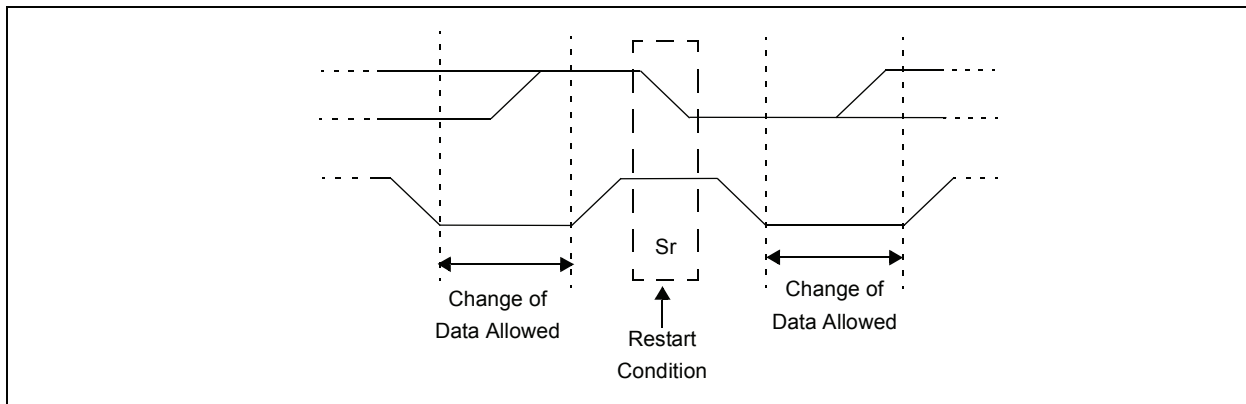 Sr
Change of
Data Allowed
Restart
Condition
Change of
Data Allowed